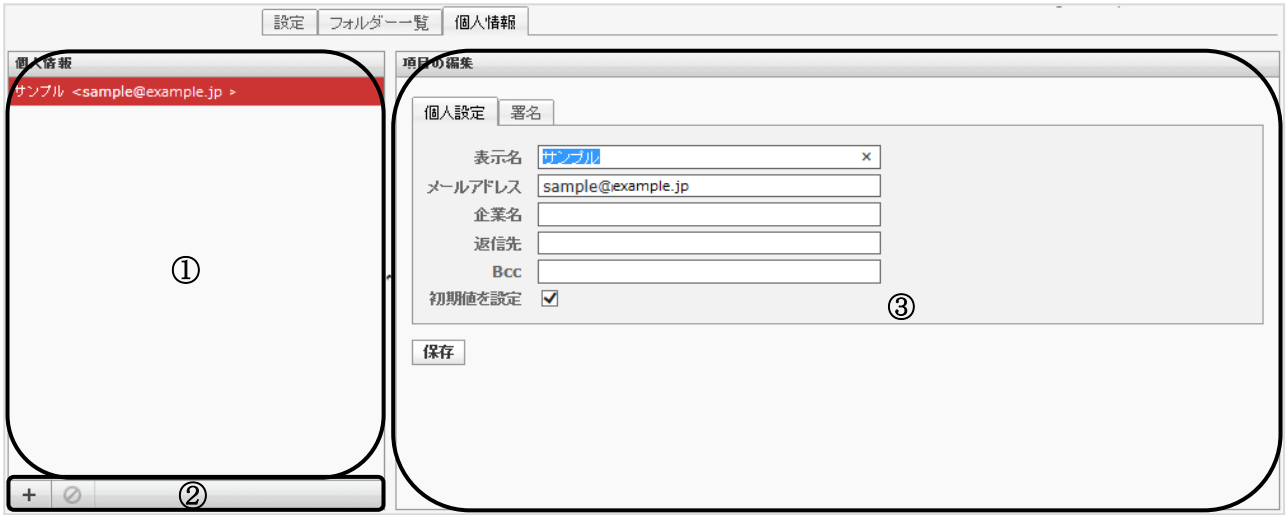 設定 フォルダー一覧 個人情報
個人情報
サンプル <sample@example.jp >
①
+ ②
項目の編集
個人設定 署名
表示名 サンプル ×
メールアドレス sample@example.jp
企業名
返信先
Bcc
初期値を設定
③
保存